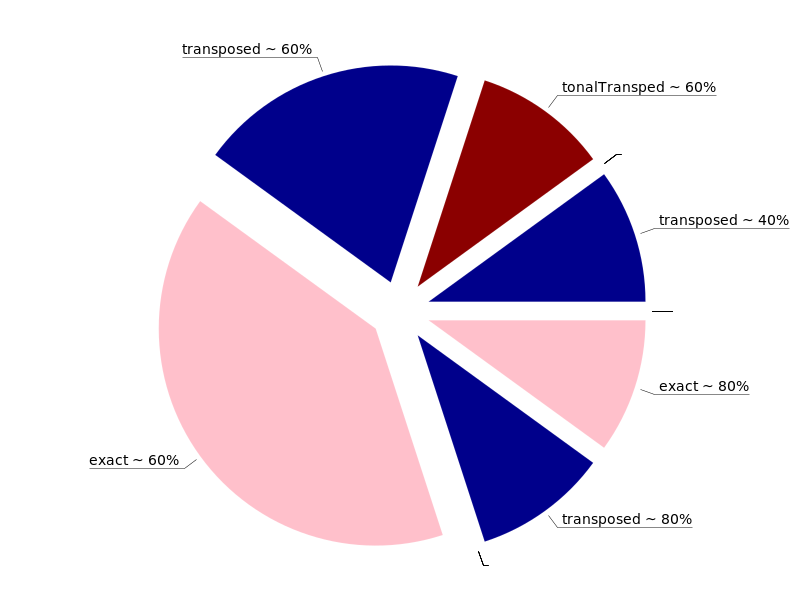 transposed ~ 60%
tonalTransped ~ 60%
transposed ~ 40%
exact ~ 80%
exact ~ 60%
transposed ~ 80%